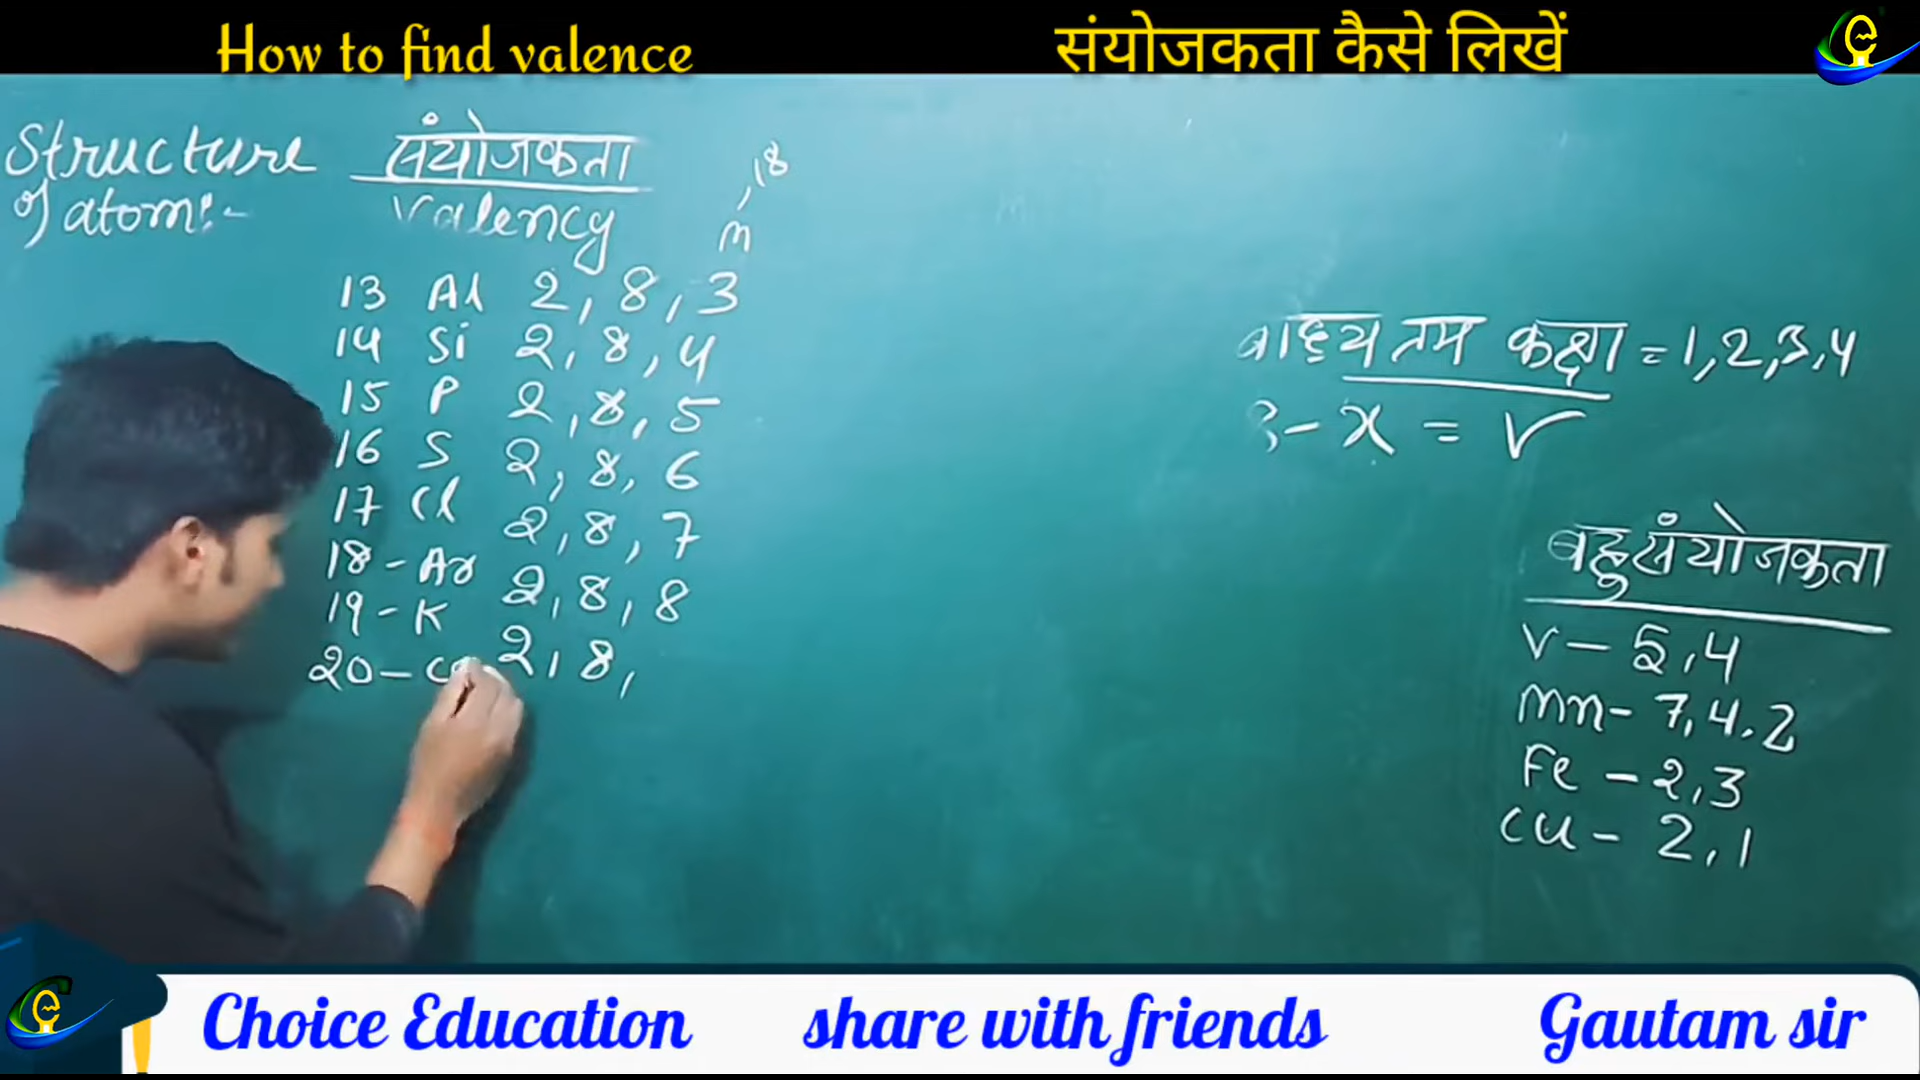 How to find valence
संयोजकता कैसे लिखें
Structure
of atom:-
संयोजकता
Valency
,18
,
m
13 Al 2, 8, 3
14 Si 2, 8, 4
15 P 2, 8, 5
16 S 2, 8, 6
17 Cl 2, 8, 7
18 - Ar 2, 8, 8
19 - K 2, 8,
20 - Ca
बाह्यतम कक्षा = 1,2,3,4
8 - x = V
बहुसंयोजकता
V - 5,4
Mn - 7,4,2
Fe - 2,3
Cu - 2,1
Choice Education share with friends Gautam sir